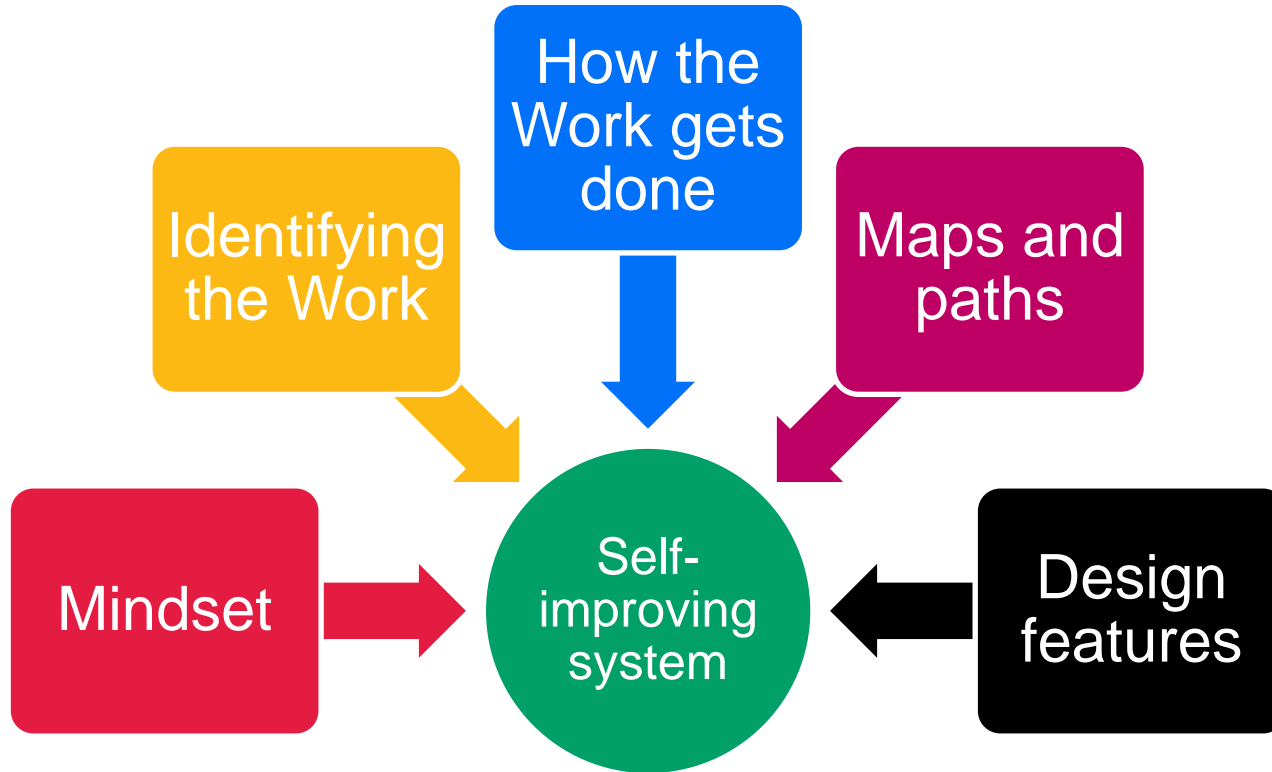 How the
Work gets
done
Identifying
the Work
Maps and
paths
Mindset
Self-
improving
system
Design
features